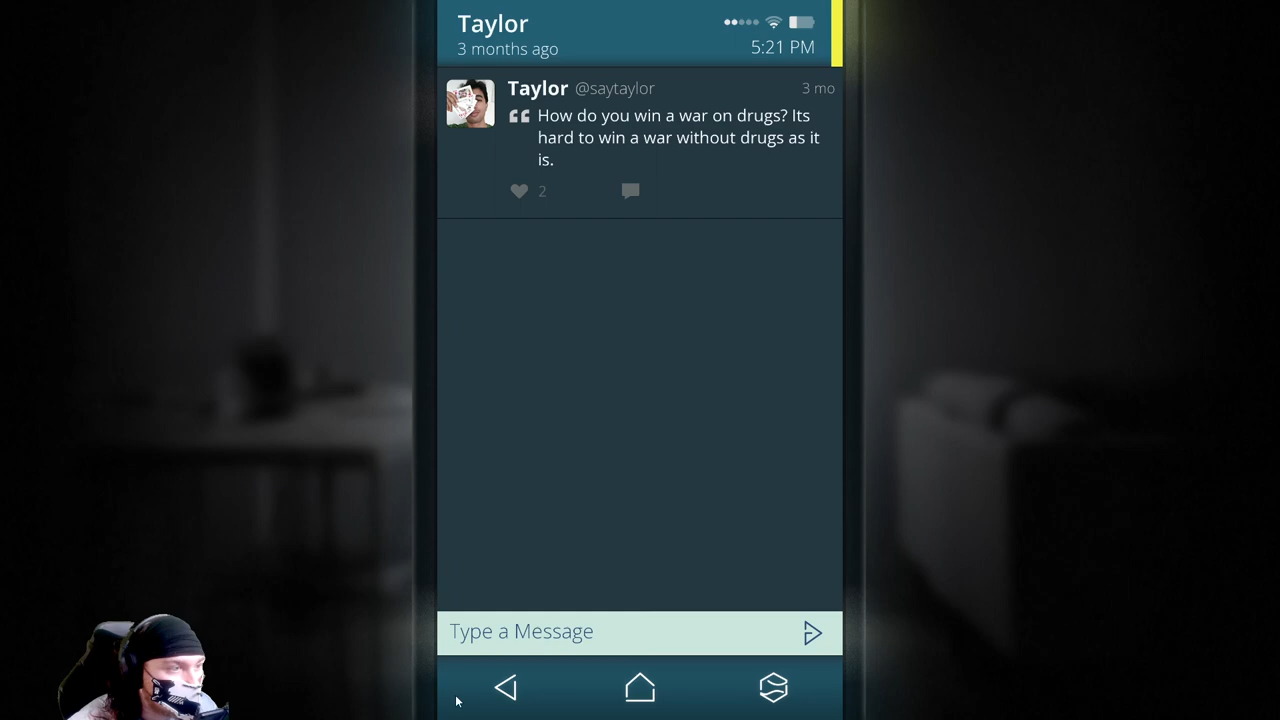 Taylor
3 months ago
5:21 PM
Taylor @saytaylor 3 mo
How do you win a war on drugs? Its
hard to win a war without drugs as it
is.
2
Type a Message